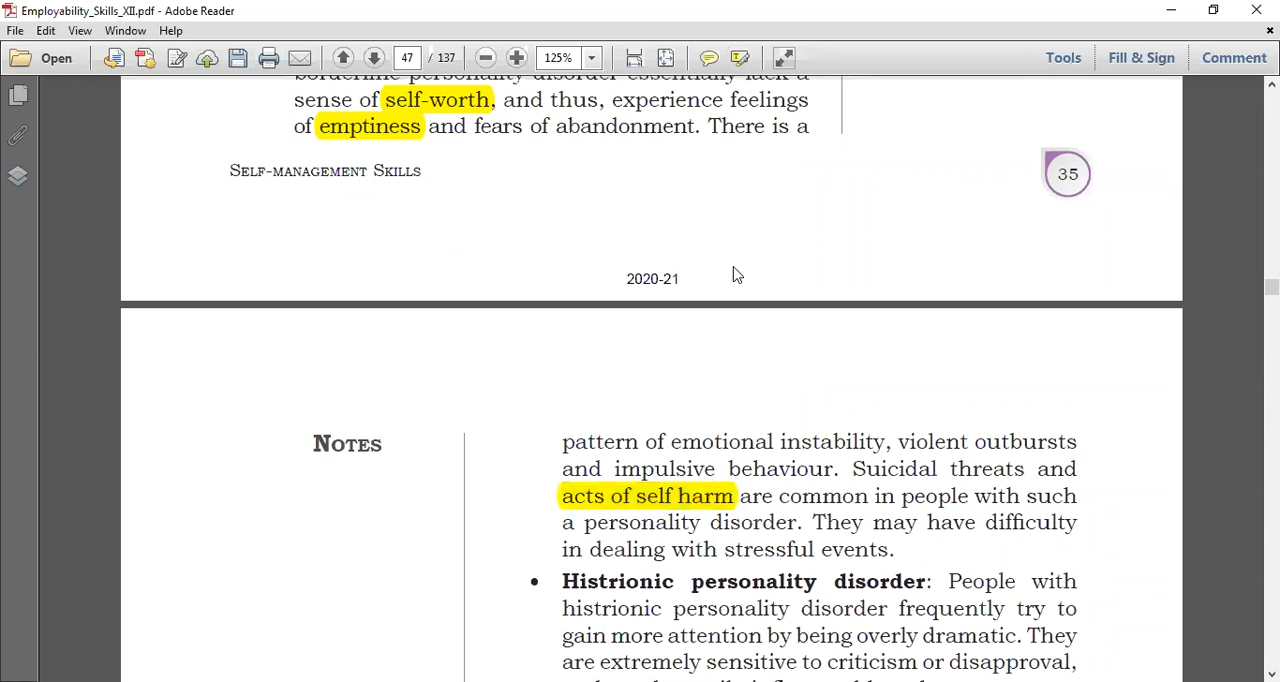 Employability_Skills_XII.pdf - Adobe Reader
File Edit View Window Help
Open 47 / 137 125% Tools Fill & Sign Comment
borderline personality disorder essentially lack a
sense of self-worth, and thus, experience feelings
of emptiness and fears of abandonment. There is a
SELF-MANAGEMENT SKILLS
35
2020-21
NOTES
pattern of emotional instability, violent outbursts
and impulsive behaviour. Suicidal threats and
acts of self harm are common in people with such
a personality disorder. They may have difficulty
in dealing with stressful events.
• Histrionic personality disorder: People with
histrionic personality disorder frequently try to
gain more attention by being overly dramatic. They
are extremely sensitive to criticism or disapproval,